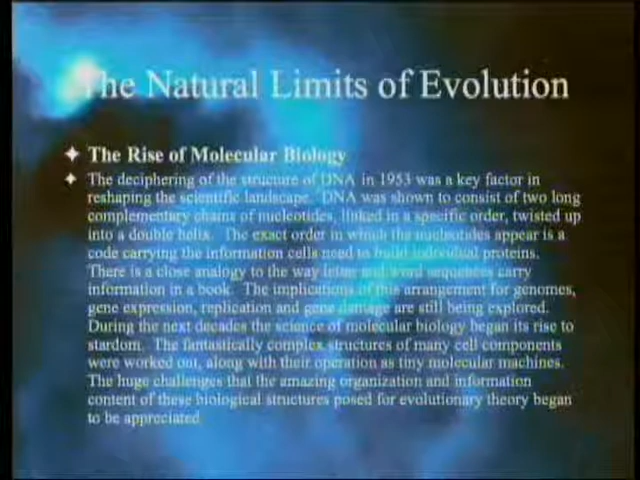 The Natural Limits of Evolution
The Rise of Molecular Biology
The deciphering of the structure of DNA in 1953 was a key factor in
reshaping the scientific landscape. DNA was shown to consist of two long
complementary chains of nucleotides, linked in a specific order, twisted up
into a double helix. The exact order in which the nucleotides appear is a
code carrying the information cells need to build individual proteins.
There is a close analogy to the way letter and word sequences carry
information in a book. The implications of this arrangement for genomes,
gene expression, replication and gene damage are still being explored.
During the next decades the science of molecular biology began its rise to
stardom. The fantastically complex structures of many cell components
were worked out, along with their operation as tiny molecular machines.
The huge challenges that the amazing organization and information
content of these biological structures posed for evolutionary theory began
to be appreciated